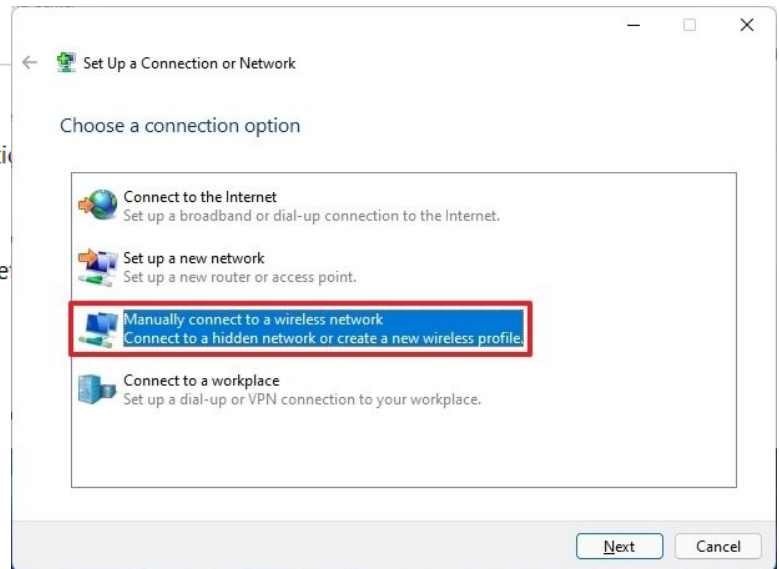 Set Up a Connection or Network
Choose a connection option
Connect to the Internet
Set up a broadband or dial-up connection to the Internet.
Set up a new network
Set up a new router or access point.
Manually connect to a wireless network
Connect to a hidden network or create a new wireless profile.
Connect to a workplace
Set up a dial-up or VPN connection to your workplace.
Next
Cancel